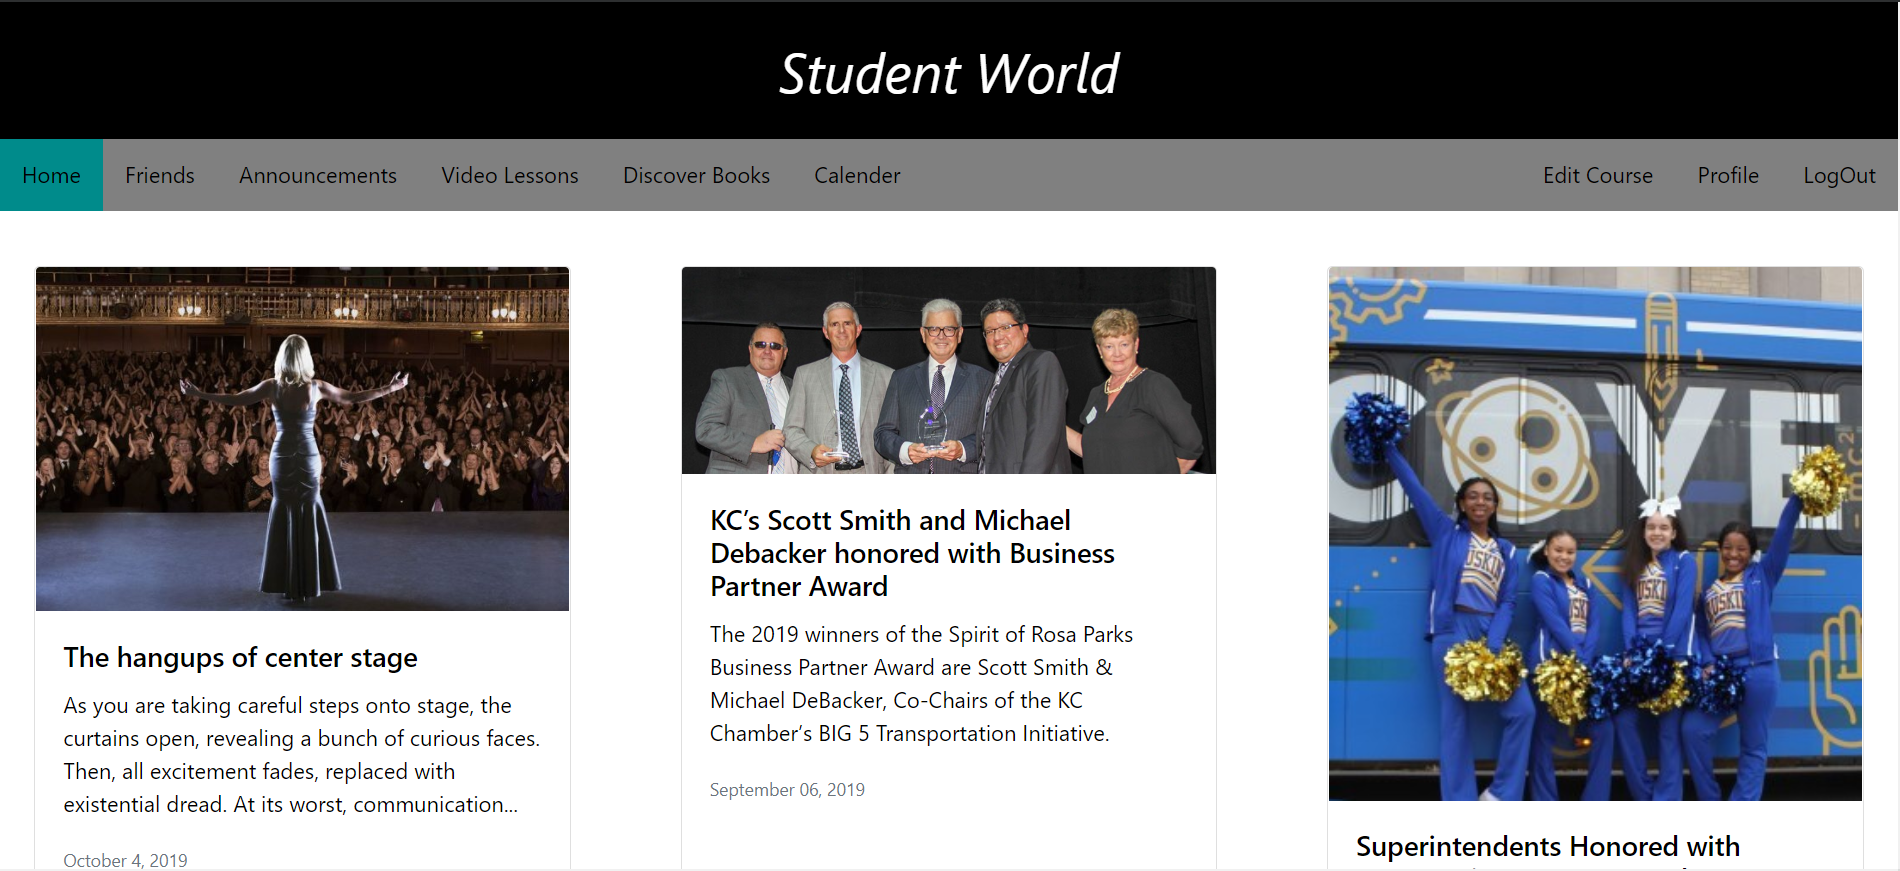 Student World
Home Friends Announcements Video Lessons Discover Books Calender Edit Course Profile LogOut
The hangups of center stage
As you are taking careful steps onto stage, the
curtains open, revealing a bunch of curious faces.
Then, all excitement fades, replaced with
existential dread. At its worst, communication...
October 4, 2019
KC’s Scott Smith and Michael
Debacker honored with Business
Partner Award
The 2019 winners of the Spirit of Rosa Parks
Business Partner Award are Scott Smith &
Michael DeBacker, Co-Chairs of the KC
Chamber’s BIG 5 Transportation Initiative.
September 06, 2019
COVE
mc2
Superintendents Honored with